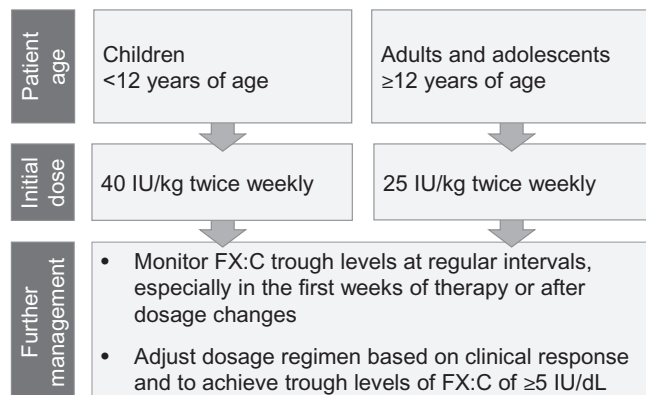 Patient
age
Children
<12 years of age
Adults and adolescents
≥12 years of age
Initial
dose
40 IU/kg twice weekly
25 IU/kg twice weekly
Further
management
• Monitor FX:C trough levels at regular intervals,
especially in the first weeks of therapy or after
dosage changes
• Adjust dosage regimen based on clinical response
and to achieve trough levels of FX:C of ≥5 IU/dL